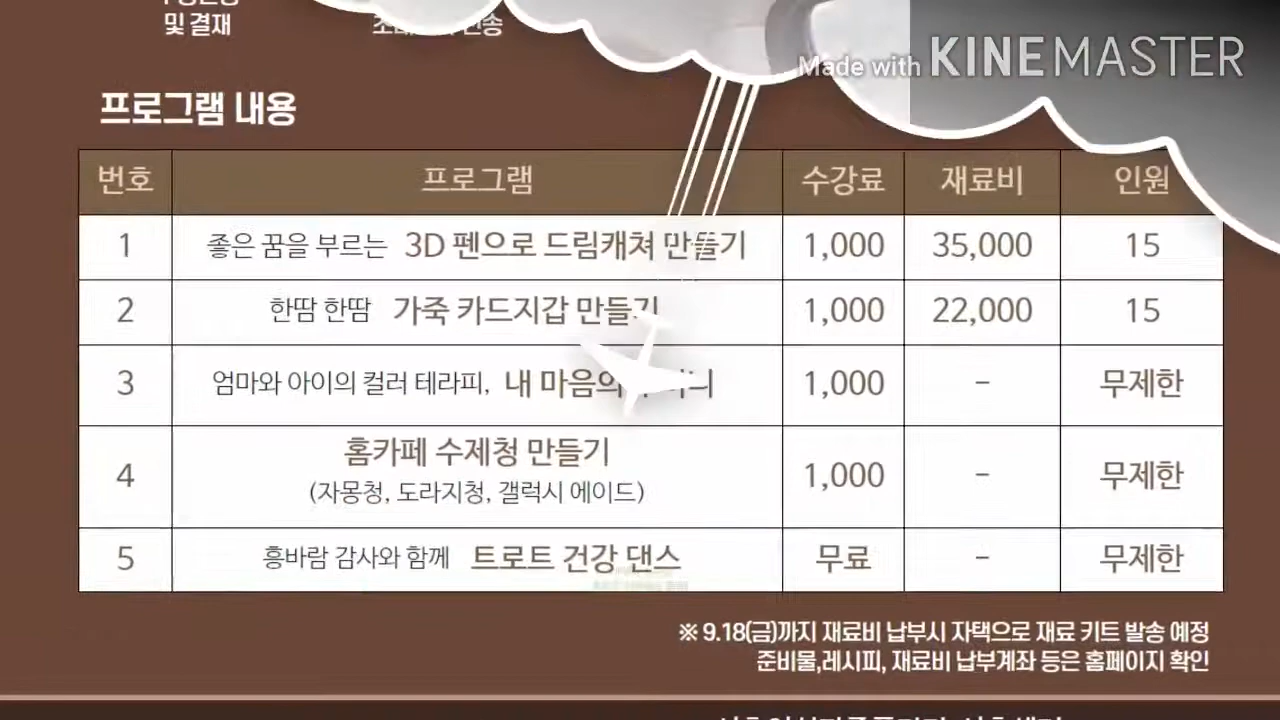 및 결재
Made with KINEMASTER
프로그램 내용
번호 프로그램 수강료 재료비 인원
1 좋은 꿈을 부르는 3D 펜으로 드림캐쳐 만들기 1,000 35,000 15
2 한땀 한땀 가죽 카드지갑 만들기 1,000 22,000 15
3 엄마와 아이의 컬러 테라피, 내 마음의 1,000 - 무제한
4 홈카페 수제청 만들기 1,000 - 무제한
(자몽청, 도라지청, 갤럭시 에이드)
5 흥바람 감사와 함께 트로트 건강 댄스 무료 - 무제한
※ 9.18(금)까지 재료비 납부시 자택으로 재료 키트 발송 예정
준비물,레시피, 재료비 납부계좌 등은 홈페이지 확인